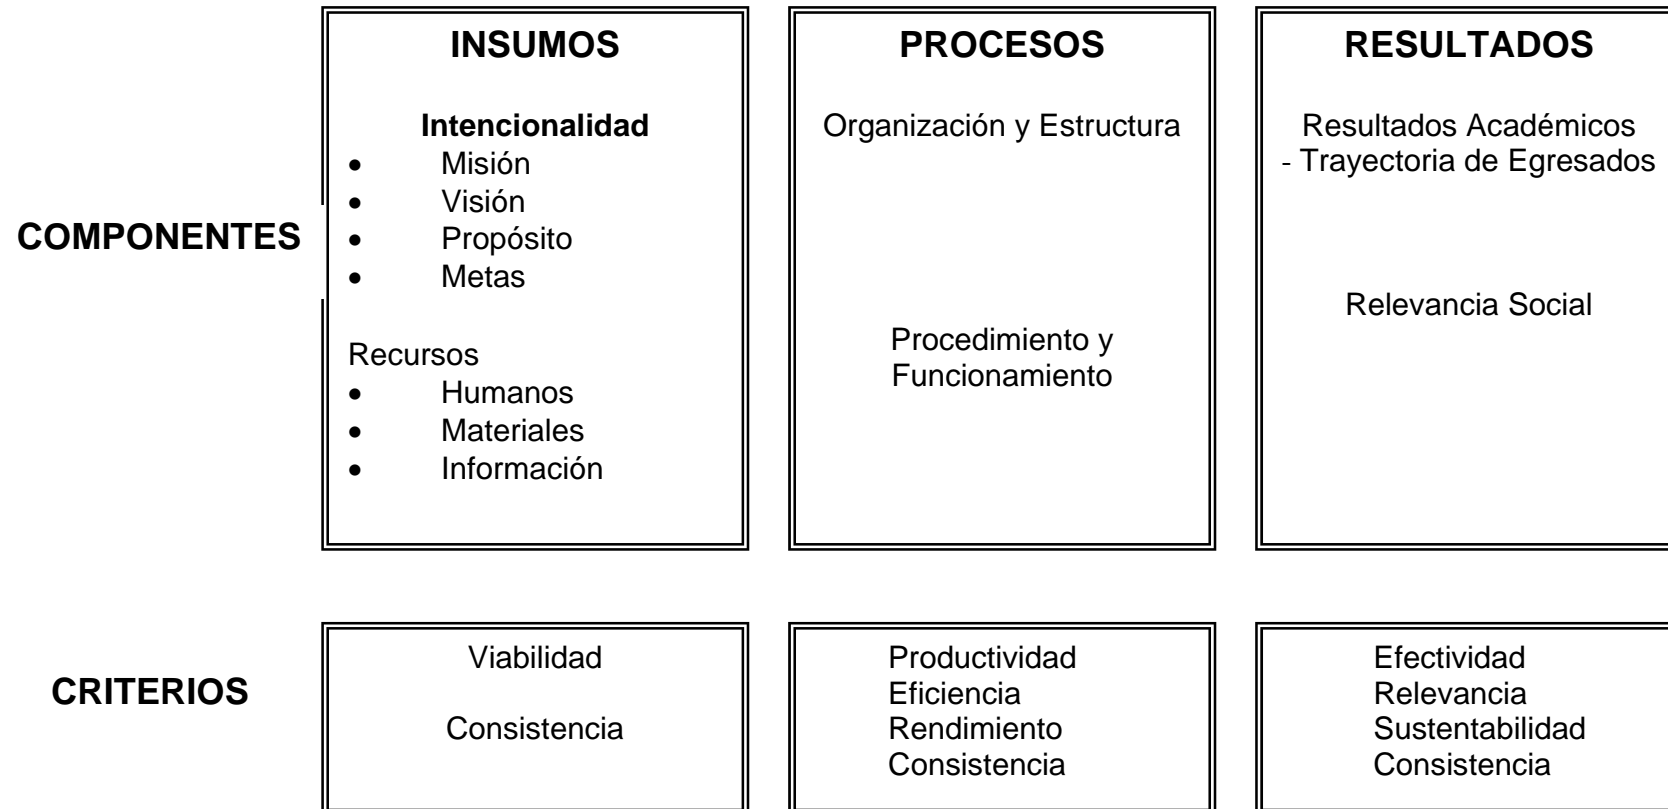 INSUMOS
Intencionalidad
• Misión
• Visión
• Propósito
• Metas
Recursos
• Humanos
• Materiales
• Información
PROCESOS
Organización y Estructura
Procedimiento y
Funcionamiento
RESULTADOS
Resultados Académicos
- Trayectoria de Egresados
Relevancia Social
COMPONENTES
CRITERIOS
Viabilidad
Consistencia
Productividad
Eficiencia
Rendimiento
Consistencia
Efectividad
Relevancia
Sustentabilidad
Consistencia